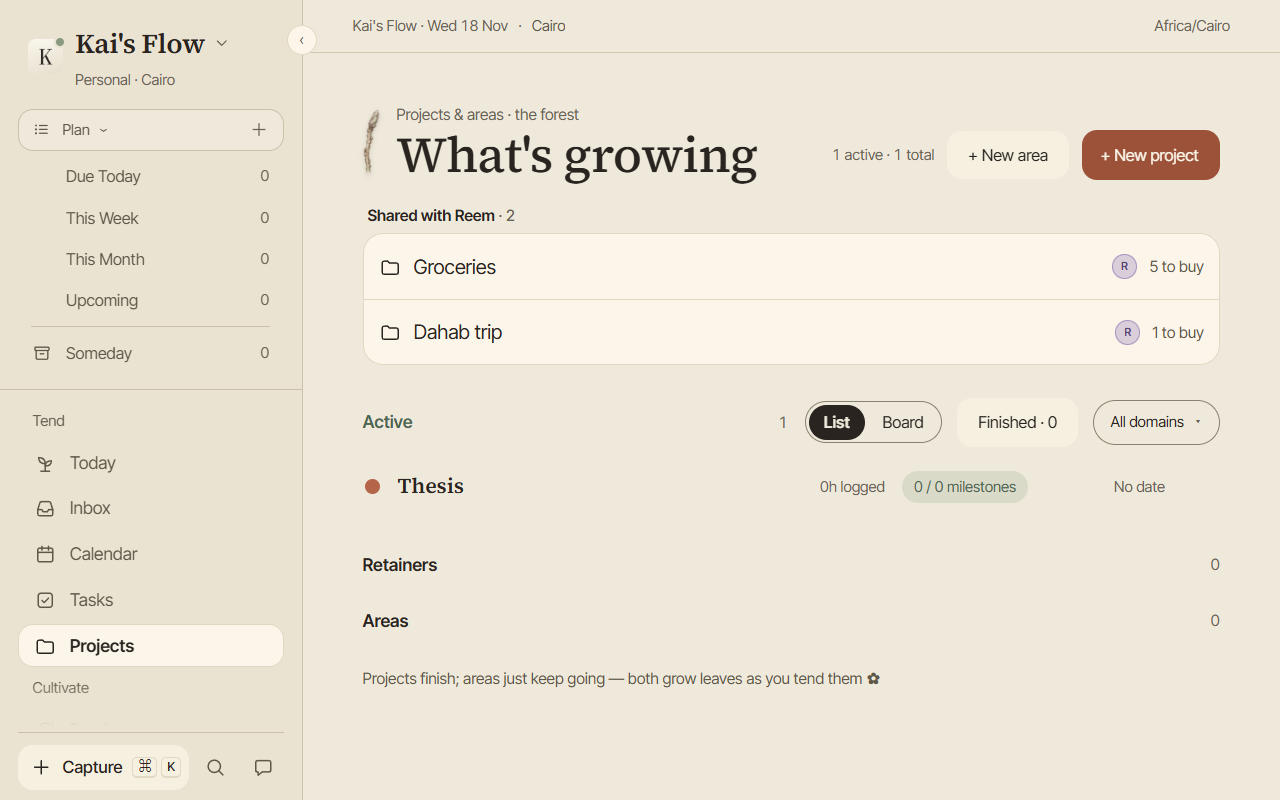 K
Kai's Flow
Personal · Cairo
Plan
Due Today 0
This Week 0
This Month 0
Upcoming 0
Someday 0
Tend
Today
Inbox
Calendar
Tasks
Projects
Cultivate
+ Capture ⌘ K
Kai's Flow · Wed 18 Nov · Cairo
Africa/Cairo
Projects & areas · the forest
What's growing
1 active · 1 total
+ New area
+ New project
Shared with Reem · 2
Groceries R 5 to buy
Dahab trip R 1 to buy
Active 1 List Board Finished · 0 All domains
Thesis 0h logged 0 / 0 milestones No date
Retainers 0
Areas 0
Projects finish; areas just keep going — both grow leaves as you tend them ✿